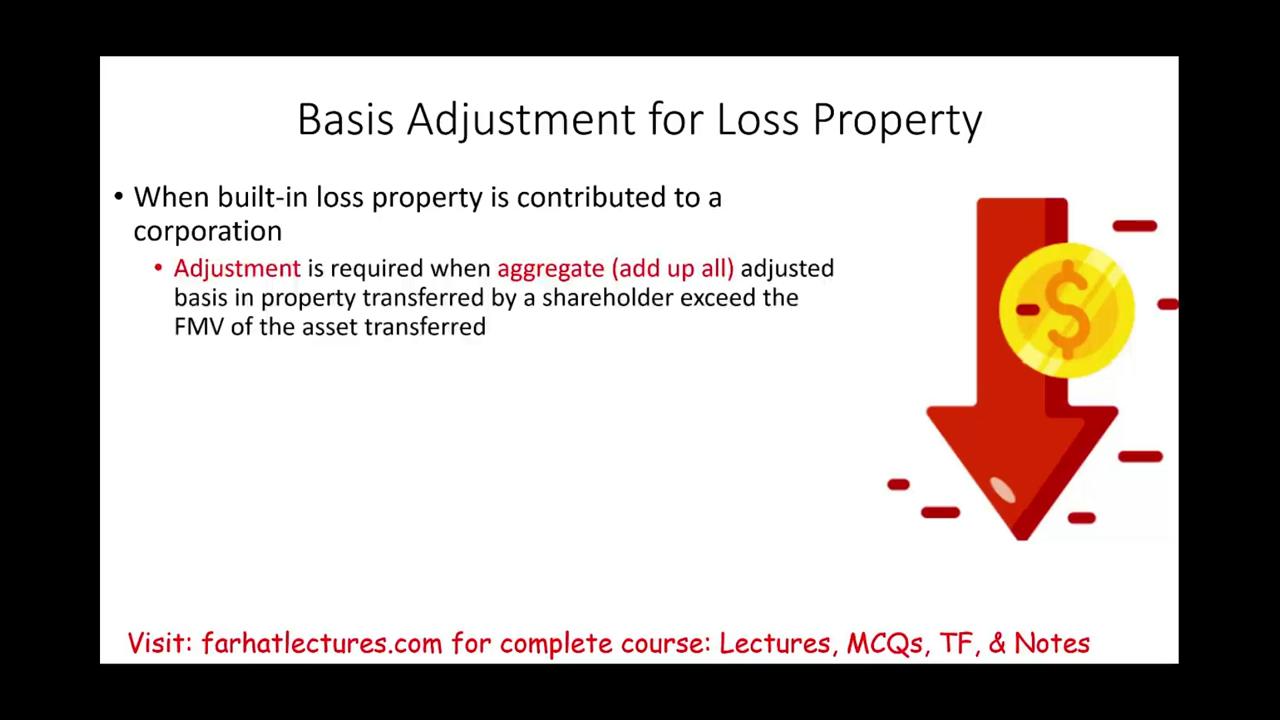 Basis Adjustment for Loss Property
• When built-in loss property is contributed to a
corporation
• Adjustment is required when aggregate (add up all) adjusted
basis in property transferred by a shareholder exceed the
FMV of the asset transferred
$
Visit: farhatlectures.com for complete course: Lectures, MCQs, TF, & Notes